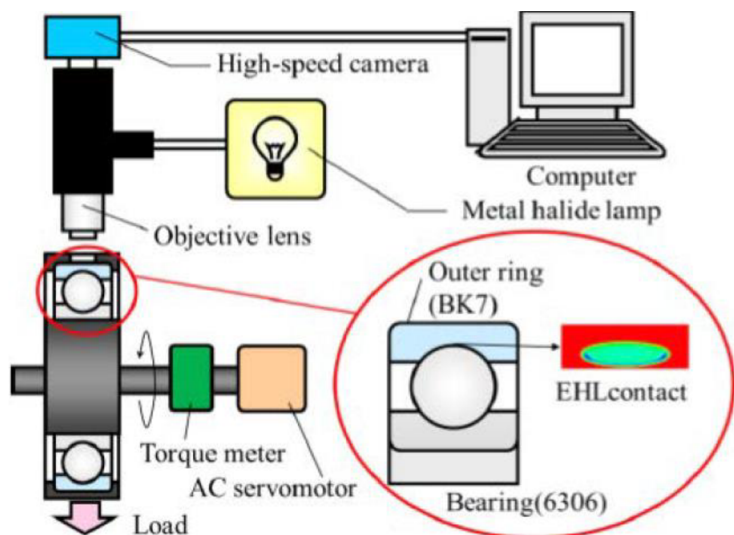 High-speed camera
Computer
Metal halide lamp
Objective lens
Outer ring
(BK7)
EHLcontact
Torque meter
AC servomotor
Bearing(6306)
Load